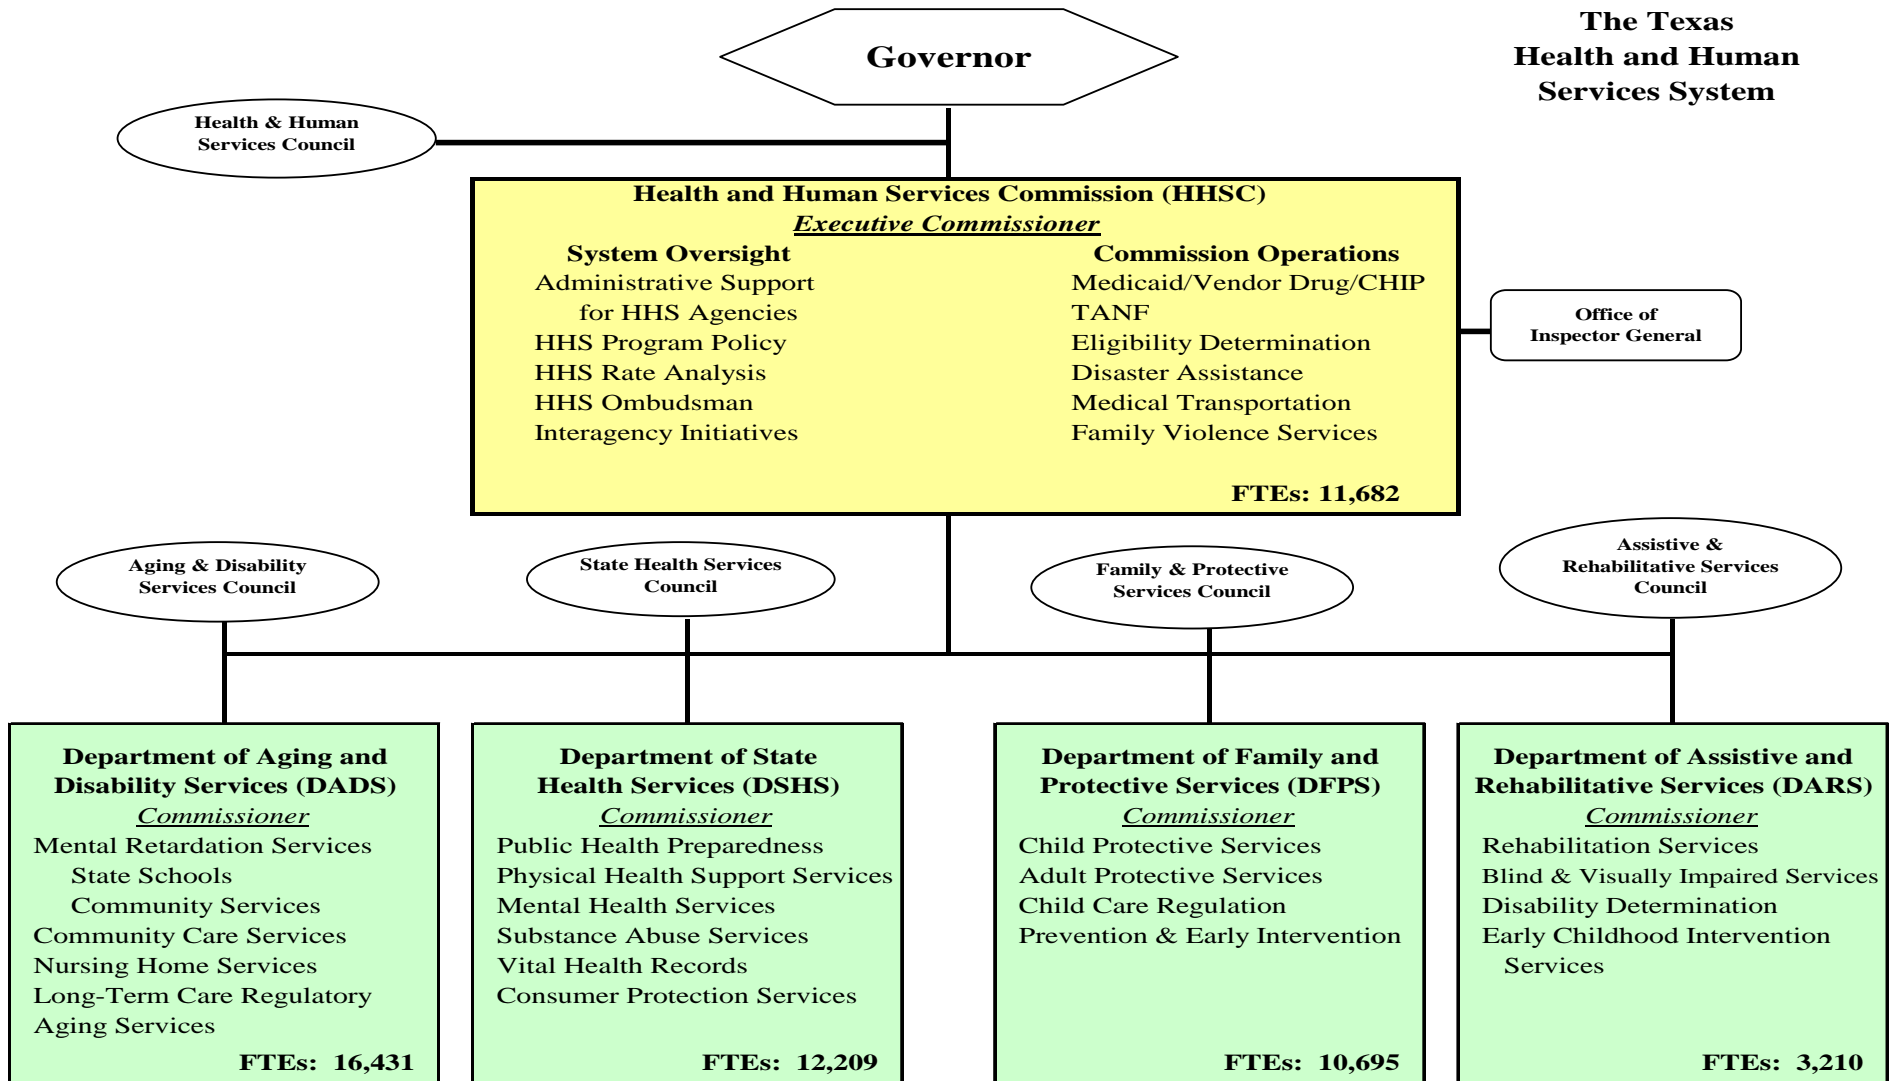 The Texas
Health and Human
Services System
Governor
Health & Human
Services Council
Health and Human Services Commission (HHSC)
Executive Commissioner
System Oversight
Administrative Support
for HHS Agencies
HHS Program Policy
HHS Rate Analysis
HHS Ombudsman
Interagency Initiatives
Commission Operations
Medicaid/Vendor Drug/CHIP
TANF
Eligibility Determination
Disaster Assistance
Medical Transportation
Family Violence Services
FTEs: 11,682
Office of
Inspector General
Aging & Disability
Services Council
State Health Services
Council
Family & Protective
Services Council
Assistive &
Rehabilitative Services
Council
Department of Aging and
Disability Services (DADS)
Commissioner
Mental Retardation Services
State Schools
Community Services
Community Care Services
Nursing Home Services
Long-Term Care Regulatory
Aging Services
FTEs: 16,431
Department of State
Health Services (DSHS)
Commissioner
Public Health Preparedness
Physical Health Support Services
Mental Health Services
Substance Abuse Services
Vital Health Records
Consumer Protection Services
FTEs: 12,209
Department of Family and
Protective Services (DFPS)
Commissioner
Child Protective Services
Adult Protective Services
Child Care Regulation
Prevention & Early Intervention
FTEs: 10,695
Department of Assistive and
Rehabilitative Services (DARS)
Commissioner
Rehabilitation Services
Blind & Visually Impaired Services
Disability Determination
Early Childhood Intervention
Services
FTEs: 3,210